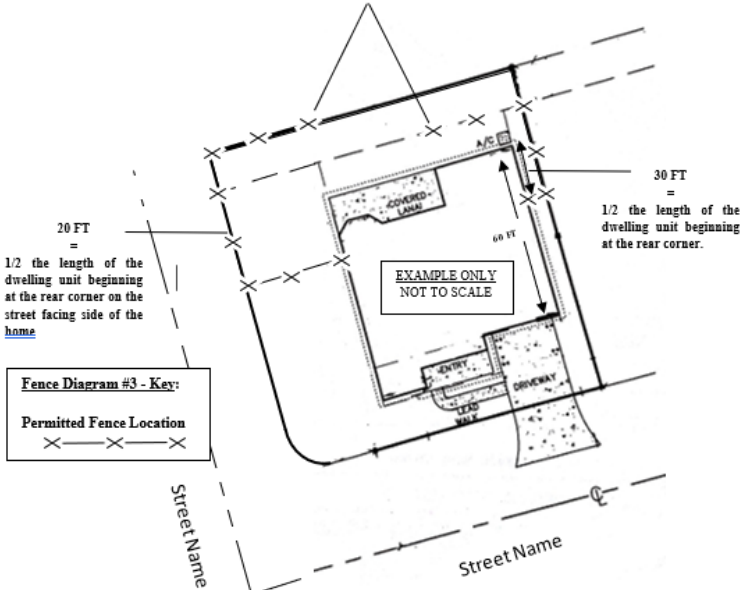 A/C
COVERED
LANAI
30 FT
=
1/2 the length of the
dwelling unit beginning
at the rear corner.
20 FT
=
1/2 the length of the
dwelling unit beginning
at the rear corner on the
street facing side of the
home
60 FT
EXAMPLE ONLY
NOT TO SCALE
ENTRY
DRIVEWAY
LEAD
WALK
Fence Diagram #3 - Key:
Permitted Fence Location
X—X—X
Street Name
Street Name